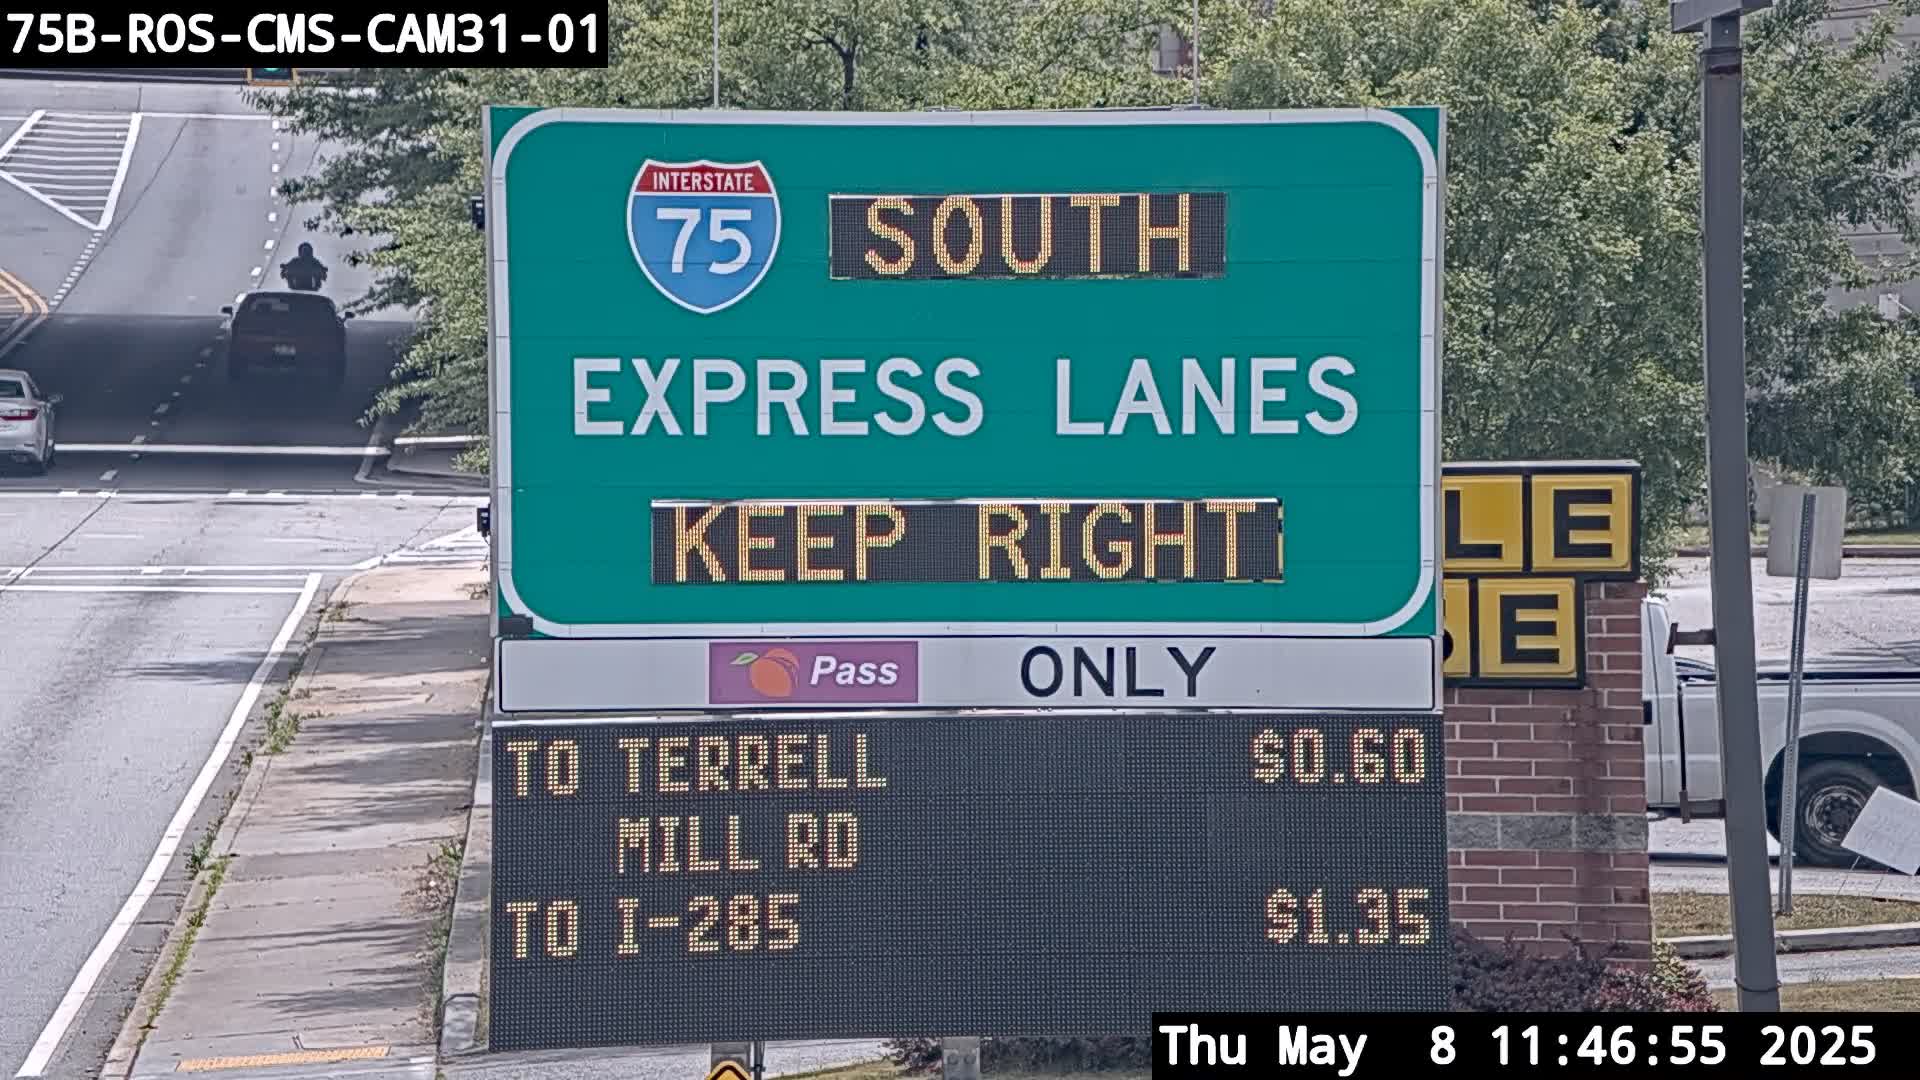 75B-ROS-CMS-CAM31-01
INTERSTATE
75
SOUTH
EXPRESS LANES
KEEP RIGHT
Pass ONLY
TO TERRELL $0.60
MILL RD
TO I-285 $1.35
LE
E
Thu May 8 11:46:55 2025